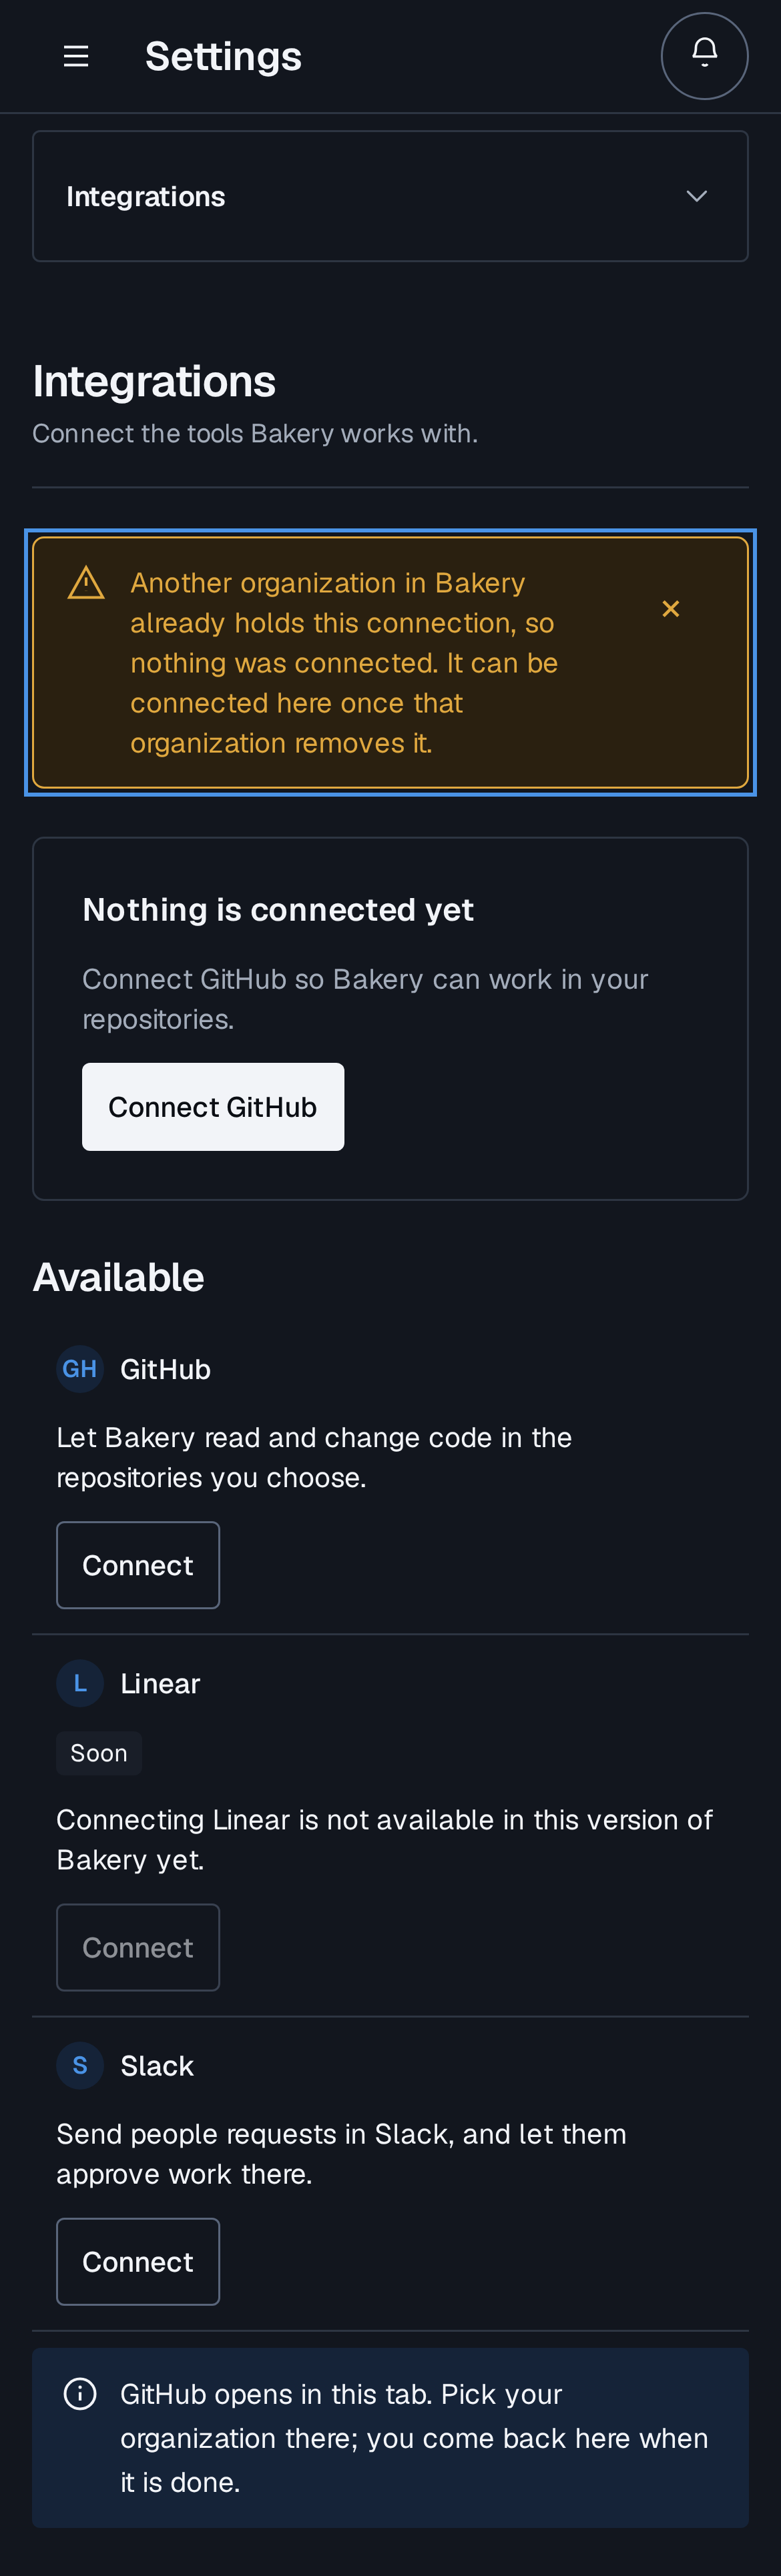 Settings
Integrations
Integrations
Connect the tools Bakery works with.
Another organization in Bakery
already holds this connection, so
nothing was connected. It can be
connected here once that
organization removes it.
Nothing is connected yet
Connect GitHub so Bakery can work in your
repositories.
Connect GitHub
Available
GH GitHub
Let Bakery read and change code in the
repositories you choose.
Connect
L Linear
Soon
Connecting Linear is not available in this version of
Bakery yet.
Connect
S Slack
Send people requests in Slack, and let them
approve work there.
Connect
GitHub opens in this tab. Pick your
organization there; you come back here when
it is done.